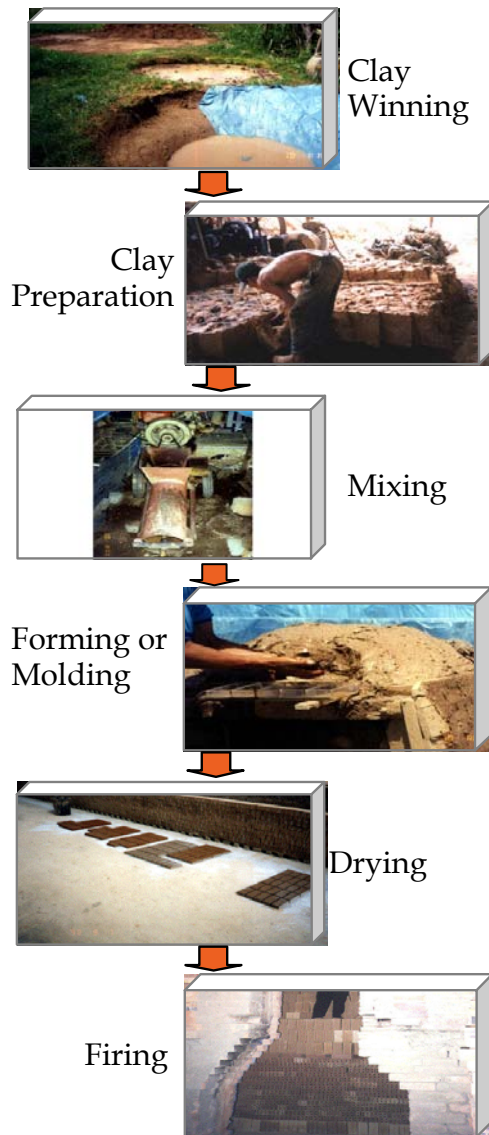 Clay
Winning
Clay
Preparation
Mixing
Forming or
Molding
Drying
Firing